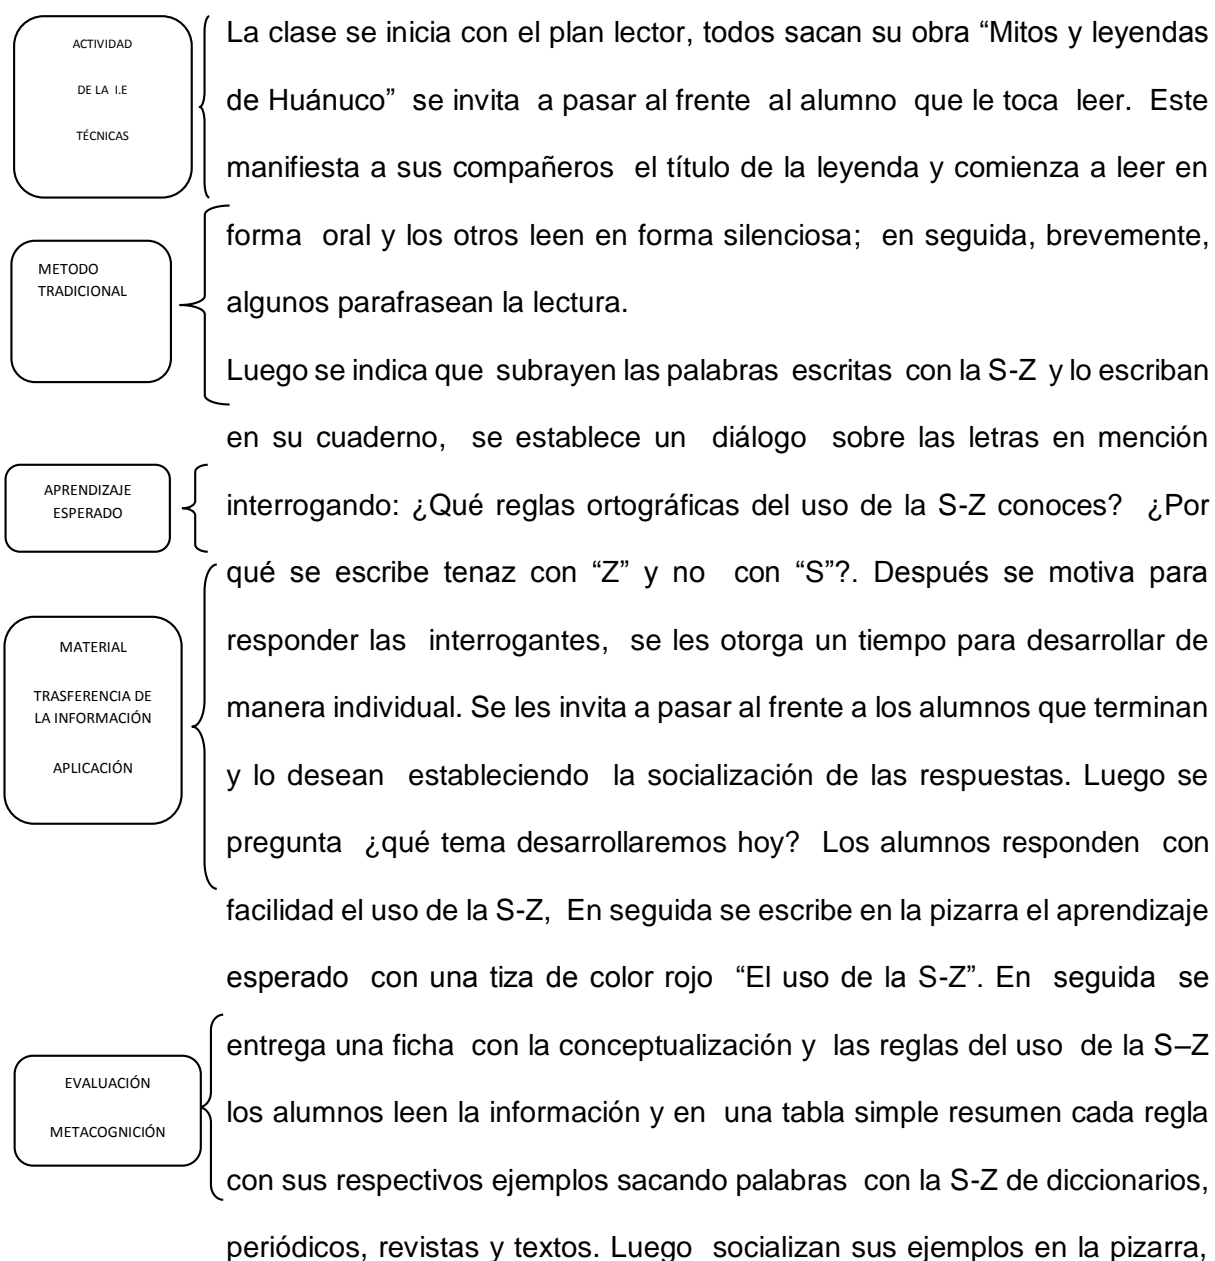 ACTIVIDAD
DE LA I.E
TÉCNICAS
METODO
TRADICIONAL
APRENDIZAJE
ESPERADO
MATERIAL
TRASFERENCIA DE
LA INFORMACIÓN
APLICACIÓN
EVALUACIÓN
METACOGNICIÓN
La clase se inicia con el plan lector, todos sacan su obra “Mitos y leyendas
de Huánuco” se invita a pasar al frente al alumno que le toca leer. Este
manifiesta a sus compañeros el título de la leyenda y comienza a leer en
forma oral y los otros leen en forma silenciosa; en seguida, brevemente,
algunos parafrasean la lectura.
Luego se indica que subrayen las palabras escritas con la S-Z y lo escriban
en su cuaderno, se establece un diálogo sobre las letras en mención
interrogando: ¿Qué reglas ortográficas del uso de la S-Z conoces? ¿Por
qué se escribe tenaz con “Z” y no con “S”?. Después se motiva para
responder las interrogantes, se les otorga un tiempo para desarrollar de
manera individual. Se les invita a pasar al frente a los alumnos que terminan
y lo desean estableciendo la socialización de las respuestas. Luego se
pregunta ¿qué tema desarrollaremos hoy? Los alumnos responden con
facilidad el uso de la S-Z, En seguida se escribe en la pizarra el aprendizaje
esperado con una tiza de color rojo “El uso de la S-Z”. En seguida se
entrega una ficha con la conceptualización y las reglas del uso de la S–Z
los alumnos leen la información y en una tabla simple resumen cada regla
con sus respectivos ejemplos sacando palabras con la S-Z de diccionarios,
periódicos, revistas y textos. Luego socializan sus ejemplos en la pizarra,